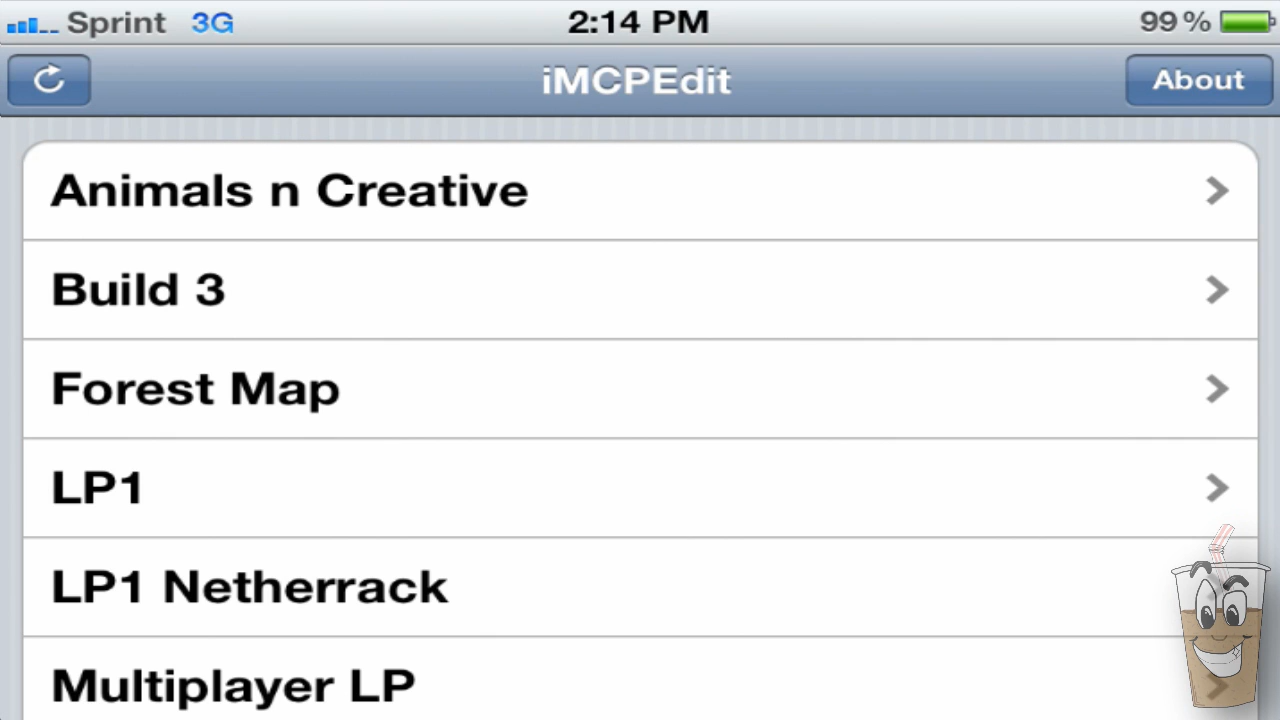 Sprint 3G 2:14 PM 99%
iMCPEdit About
Animals n Creative
Build 3
Forest Map
LP1
LP1 Netherrack
Multiplayer LP